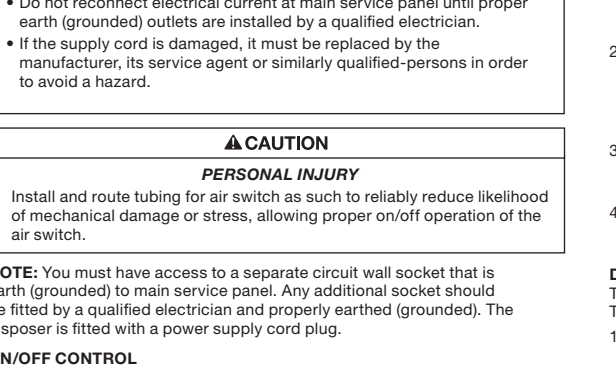 • Do not reconnect electrical current at main service panel until proper
earth (grounded) outlets are installed by a qualified electrician.
• If the supply cord is damaged, it must be replaced by the
manufacturer, its service agent or similarly qualified-persons in order
to avoid a hazard.
CAUTION
PERSONAL INJURY
Install and route tubing for air switch as such to reliably reduce likelihood
of mechanical damage or stress, allowing proper on/off operation of the
air switch.
OTE: You must have access to a separate circuit wall socket that is
arth (grounded) to main service panel. Any additional socket should
e fitted by a qualified electrician and properly earthed (grounded). The
sposer is fitted with a power supply cord plug.
N/OFF CONTROL
2
3
4
D
T
T
1